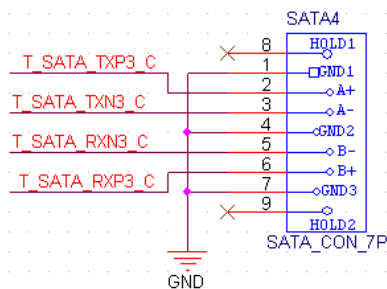 SATA4
8 HOLD1
1 GND1
T_SATA_TXP3_C 2 A+
T_SATA_TXN3_C 3 A-
4 GND2
T_SATA_RXN3_C 5 B-
T_SATA_RXP3_C 6 B+
7 GND3
9 HOLD2
SATA_CON_7P
GND